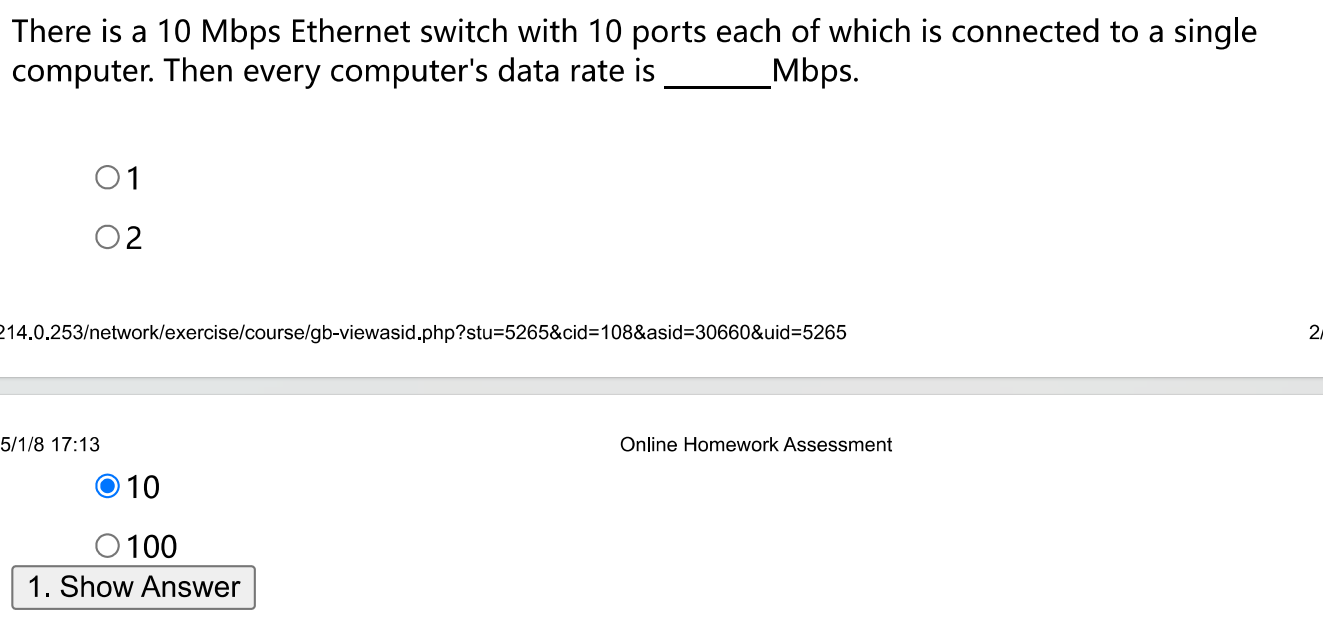 There is a 10 Mbps Ethernet switch with 10 ports each of which is connected to a single
computer. Then every computer's data rate is ______Mbps.
1
2
214.0.253/network/exercise/course/gb-viewasid.php?stu=5265&cid=108&asid=30660&uid=5265 2/
5/1/8 17:13 Online Homework Assessment
10
100
1. Show Answer